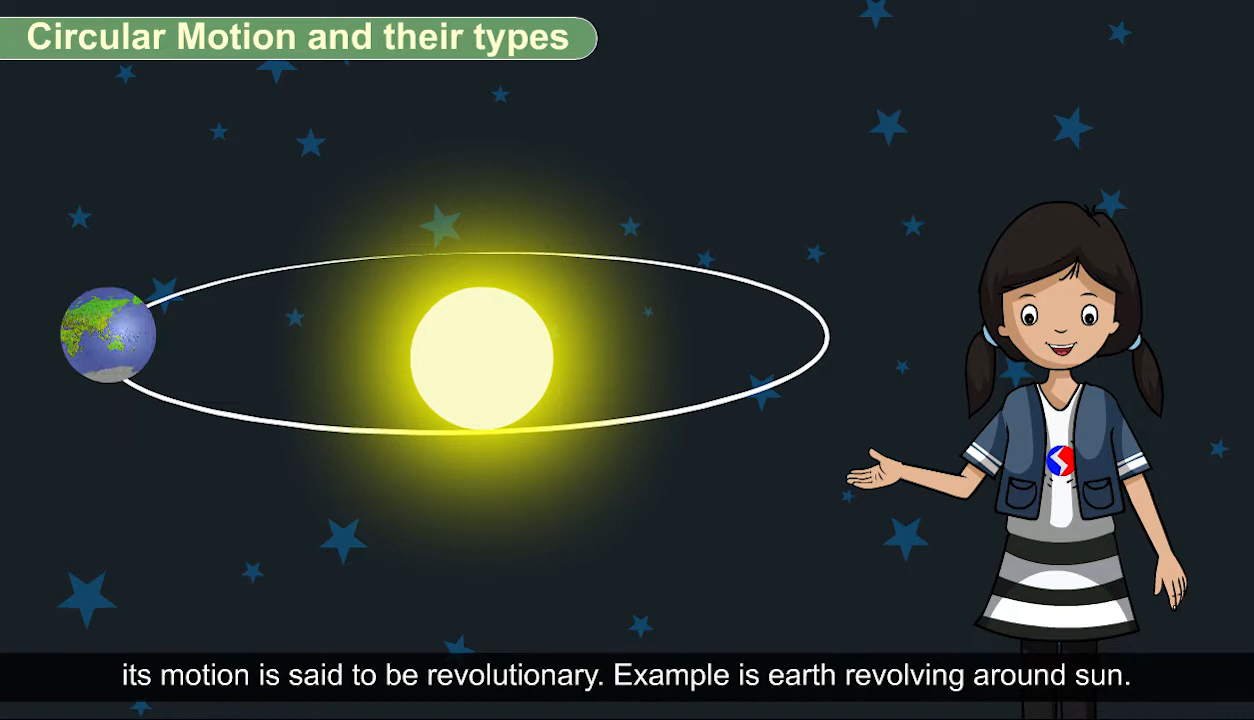 Circular Motion and their types
its motion is said to be revolutionary. Example is earth revolving around sun.